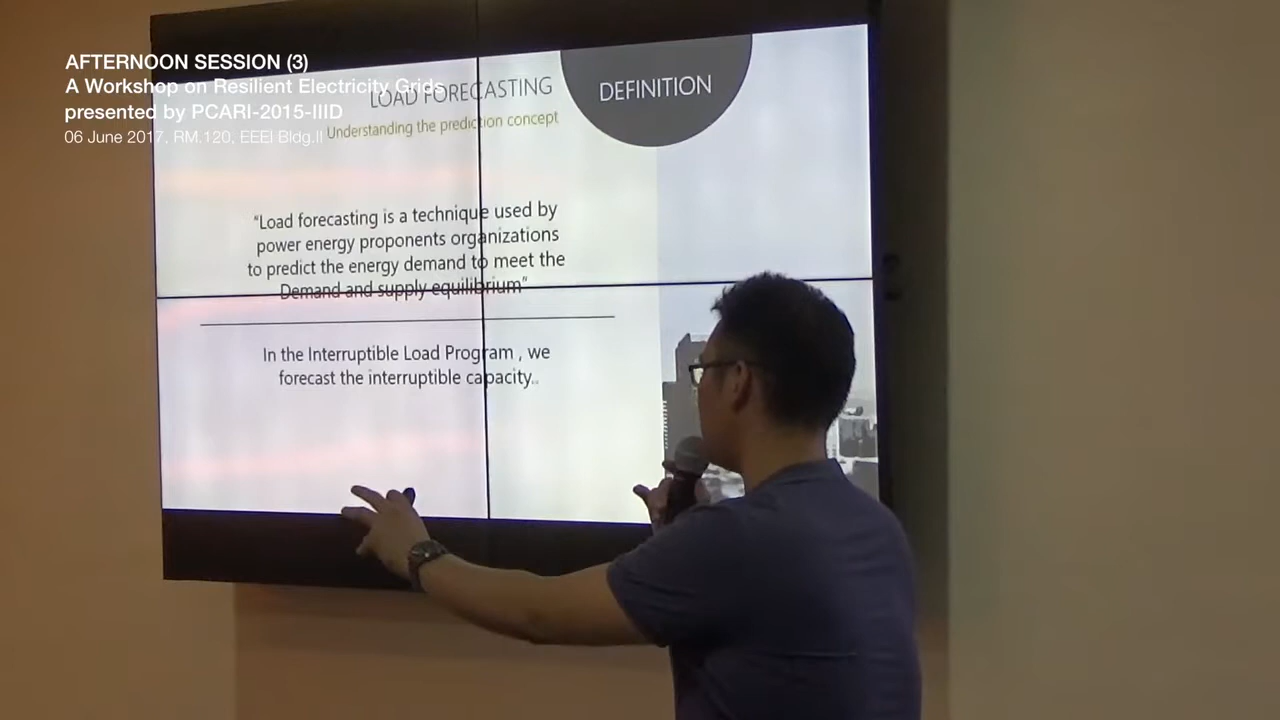 AFTERNOON SESSION (3)
A Workshop on Resilient Electricity Grids
presented by PCARI-2015-IIID
06 June 2017, RM.120, EEEI Bldg.II
LOAD FORECASTING
Understanding the prediction concept
DEFINITION
“Load forecasting is a technique used by
power energy proponents organizations
to predict the energy demand to meet the
Demand and supply equilibrium”
In the Interruptible Load Program , we
forecast the interruptible capacity..